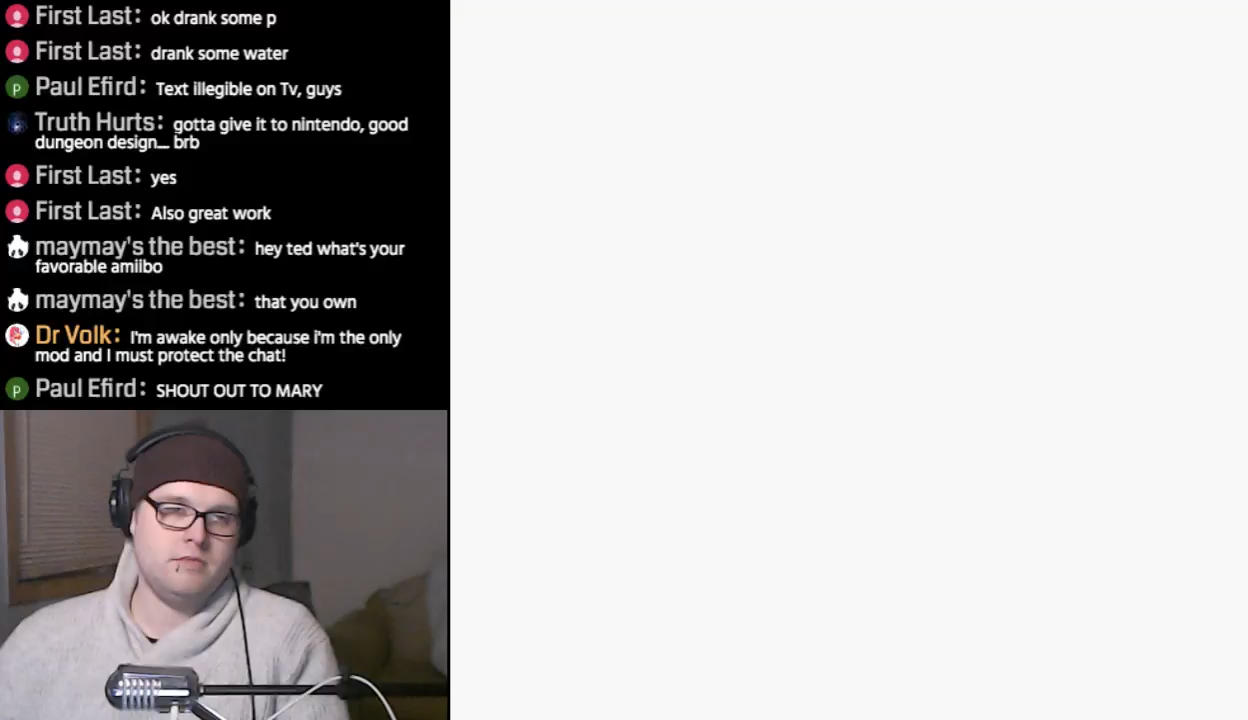 First Last: ok drank some p
First Last: drank some water
p Paul Efird: Text illegible on Tv, guys
Truth Hurts: gotta give it to nintendo, good
dungeon design... brb
First Last: yes
First Last: Also great work
maymay's the best: hey ted what's your
favorable amiibo
maymay's the best: that you own
Dr Volk: I'm awake only because i'm the only
mod and I must protect the chat!
p Paul Efird: SHOUT OUT TO MARY